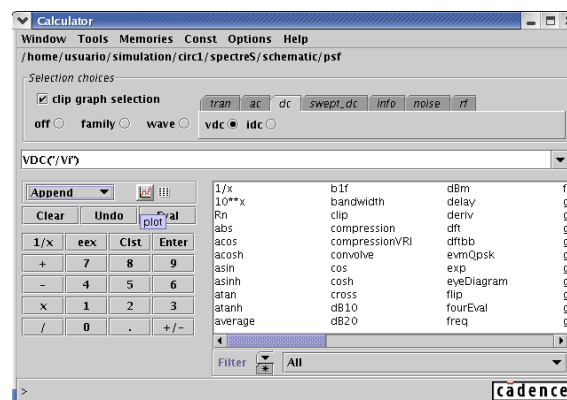 Calculator
Window Tools Memories Const Options Help
/home/usuario/simulation/circ1/spectreS/schematic/psf
Selection choices
clip graph selection
off family wave
tran ac dc swept_dc info noise rf
vdc idc
VDC("/Vi")
Append
Clear Undo Eval
plot
1/x eex Clst Enter
+ 7 8 9
- 4 5 6
x 1 2 3
/ 0 . +/-
1/x b1f dBm f
10**x bandwidth delay g
Rn clip deriv g
abs compression dft g
acos compressionVRI dftbb g
acosh convolve evmQpsk g
asin cos exp g
asinh cosh eyeDiagram g
atan cross flip g
atanh dB10 fourEval g
average dB20 freq g
Filter All
>
cadence